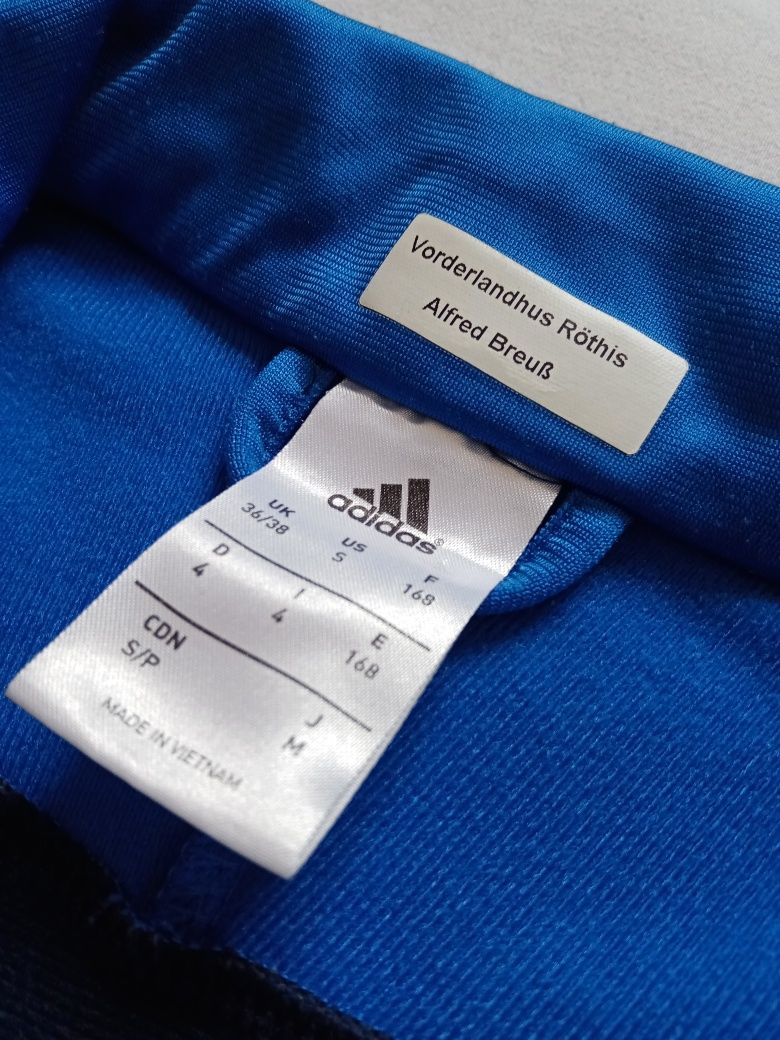 Vorderlandhus Röthis
Alfred Breuß
adidas®
UK US F
36/38 S 168
D I E
4 4 168
CDN J
S/P M
MADE IN VIETNAM